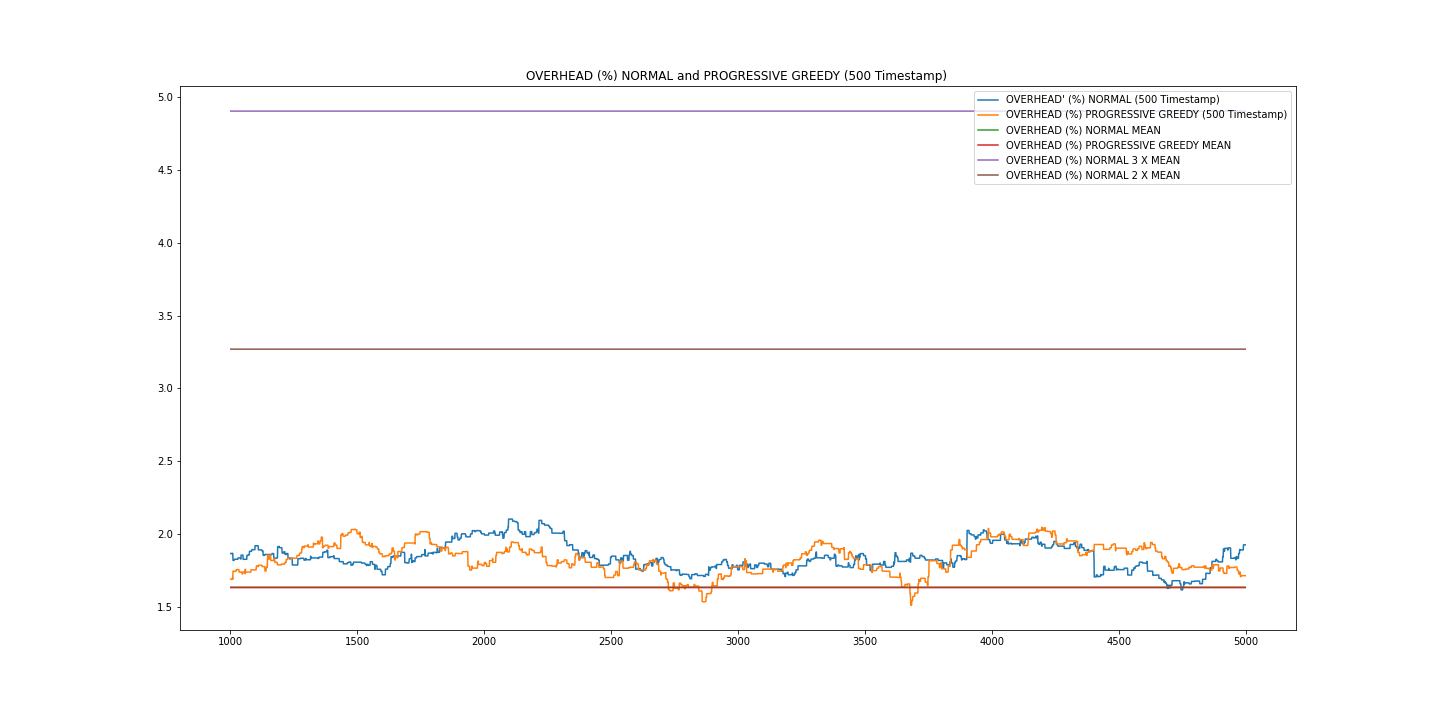 OVERHEAD (%) NORMAL and PROGRESSIVE GREEDY (500 Timestamp)
OVERHEAD' (%) NORMAL (500 Timestamp)
OVERHEAD (%) PROGRESSIVE GREEDY (500 Timestamp)
OVERHEAD (%) NORMAL MEAN
OVERHEAD (%) PROGRESSIVE GREEDY MEAN
OVERHEAD (%) NORMAL 3 X MEAN
OVERHEAD (%) NORMAL 2 X MEAN
5.0
4.5
4.0
3.5
3.0
2.5
2.0
1.5
1000 1500 2000 2500 3000 3500 4000 4500 5000